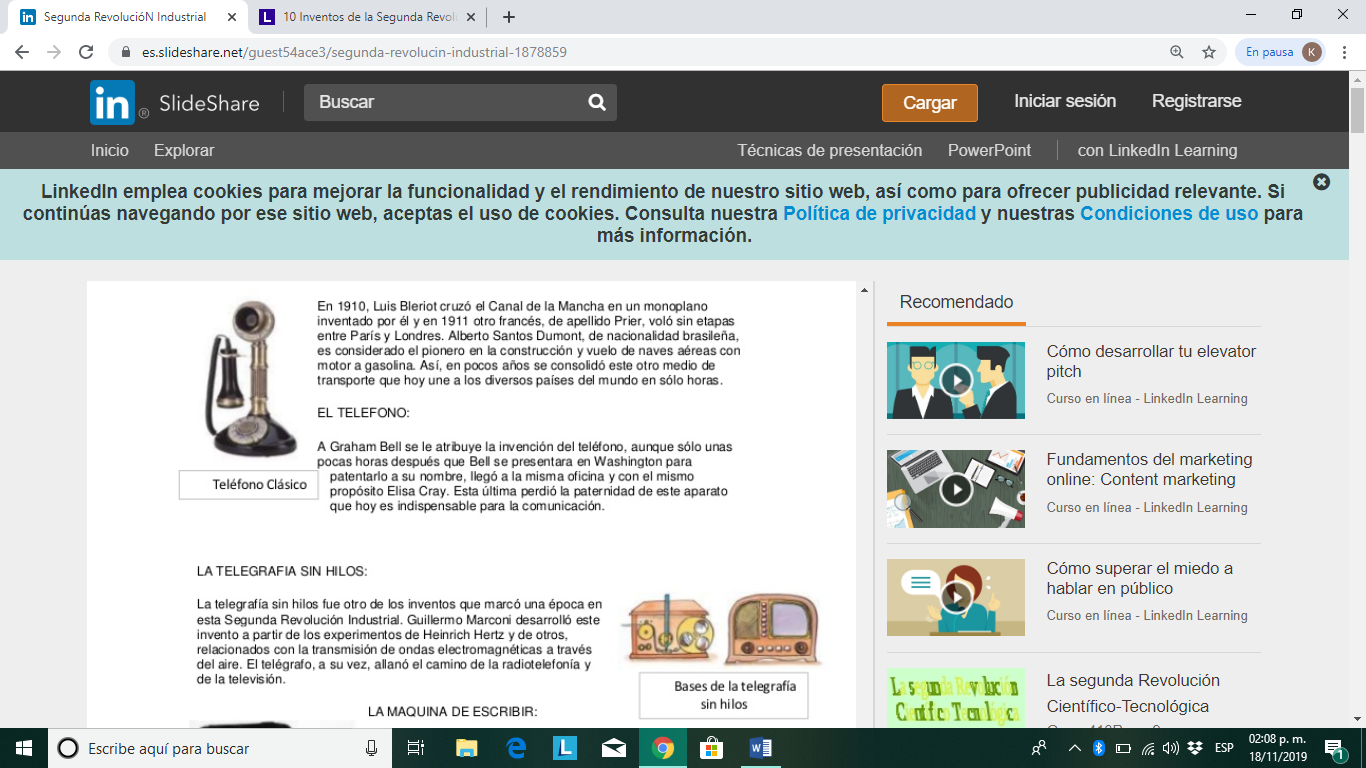 Segunda RevolucióN Industrial
10 Inventos de la Segunda Revol
es.slideshare.net/guest54ace3/segunda-revolucin-industrial-1878859
En pausa
K
in ® SlideShare
Buscar
Cargar
Iniciar sesión
Registrarse
Inicio
Explorar
Técnicas de presentación
PowerPoint
con LinkedIn Learning
LinkedIn emplea cookies para mejorar la funcionalidad y el rendimiento de nuestro sitio web, así como para ofrecer publicidad relevante. Si
continúas navegando por ese sitio web, aceptas el uso de cookies. Consulta nuestra Política de privacidad y nuestras Condiciones de uso para
más información.
En 1910, Luis Bleriot cruzó el Canal de la Mancha en un monoplano
inventado por él y en 1911 otro francés, de apellido Prier, voló sin etapas
entre París y Londres. Alberto Santos Dumont, de nacionalidad brasileña,
es considerado el pionero en la construcción y vuelo de naves aéreas con
motor a gasolina. Así, en pocos años se consolidó este otro medio de
transporte que hoy une a los diversos países del mundo en sólo horas.
EL TELEFONO:
A Graham Bell se le atribuye la invención del teléfono, aunque sólo unas
pocas horas después que Bell se presentara en Washington para
patentarlo a su nombre, llegó a la misma oficina y con el mismo
propósito Elisa Cray. Esta última perdió la paternidad de este aparato
que hoy es indispensable para la comunicación.
Teléfono Clásico
LA TELEGRAFIA SIN HILOS:
La telegrafía sin hilos fue otro de los inventos que marcó una época en
esta Segunda Revolución Industrial. Guillermo Marconi desarrolló este
invento a partir de los experimentos de Heinrich Hertz y de otros,
relacionados con la transmisión de ondas electromagnéticas a través
del aire. El telégrafo, a su vez, allanó el camino de la radiotelefonía y
de la televisión.
Bases de la telegrafía
sin hilos
LA MAQUINA DE ESCRIBIR:
Recomendado
Cómo desarrollar tu elevator
pitch
Curso en línea - LinkedIn Learning
Fundamentos del marketing
online: Content marketing
Curso en línea - LinkedIn Learning
Cómo superar el miedo a
hablar en público
Curso en línea - LinkedIn Learning
La segunda Revolución
Científico Tecnológica
La segunda Revolución
Científico-Tecnológica
Escribe aquí para buscar
ESP
02:08 p. m.
18/11/2019
1